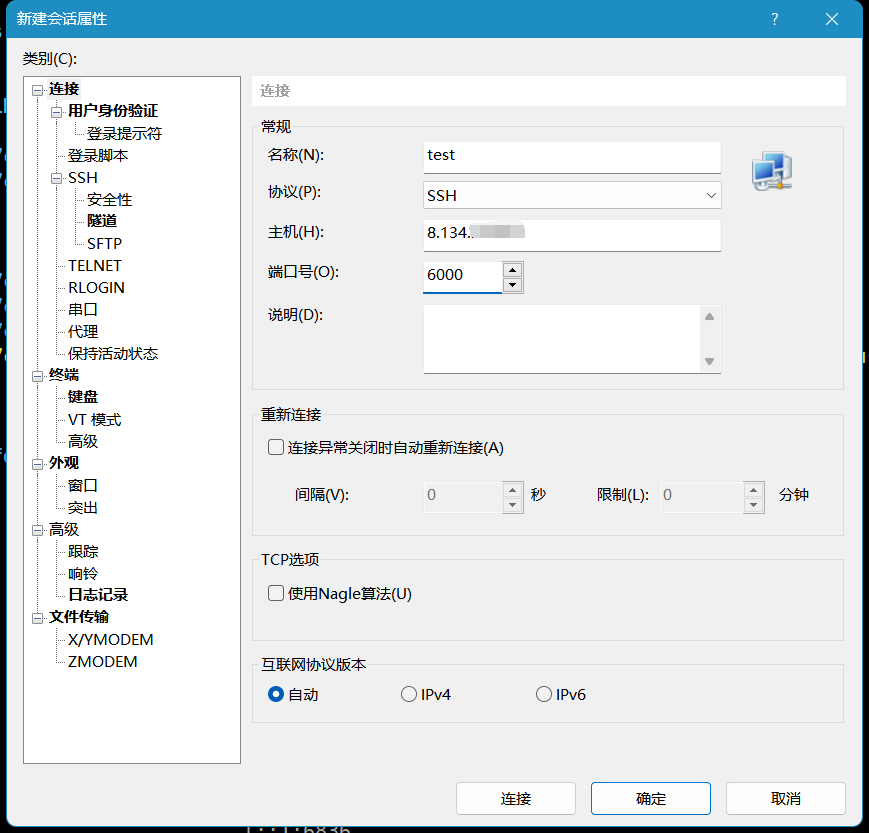 新建会话属性
类别(C):
连接
用户身份验证
登录提示符
登录脚本
SSH
安全性
隧道
SFTP
TELNET
RLOGIN
串口
代理
保持活动状态
终端
键盘
VT 模式
高级
外观
窗口
突出
高级
跟踪
响铃
日志记录
文件传输
X/YMODEM
ZMODEM
连接
常规
名称(N): test
协议(P): SSH
主机(H): 8.134.
端口号(O): 6000
说明(D):
重新连接
连接异常关闭时自动重新连接(A)
间隔(V): 0 秒 限制(L): 0 分钟
TCP选项
使用Nagle算法(U)
互联网协议版本
自动 IPv4 IPv6
连接 确定 取消